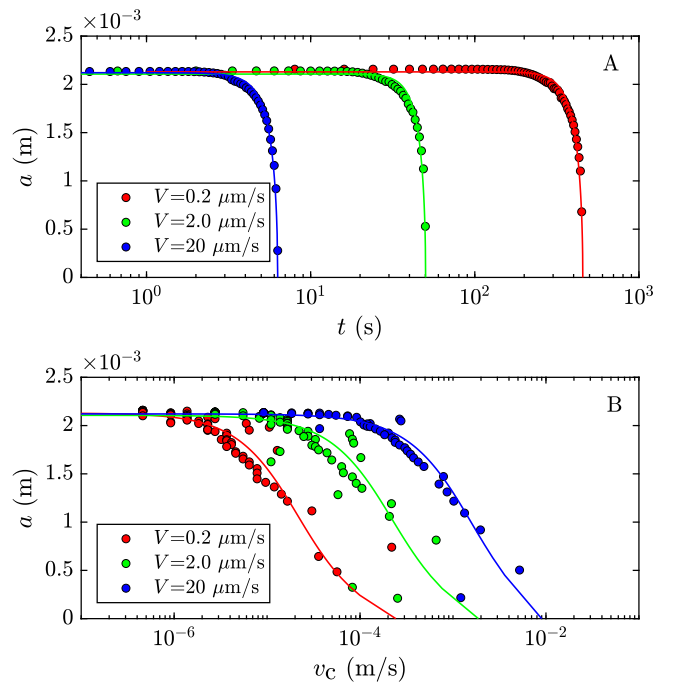 ×10⁻³
2.5
A
2
1.5
a (m)
1
V=0.2 μm/s
V=2.0 μm/s
0.5
V=20 μm/s
0
10⁰ 10¹ 10² 10³
t (s)
×10⁻³
2.5
B
2
1.5
a (m)
1
V=0.2 μm/s
V=2.0 μm/s
0.5
V=20 μm/s
0
10⁻⁶ 10⁻⁴ 10⁻²
v_c (m/s)